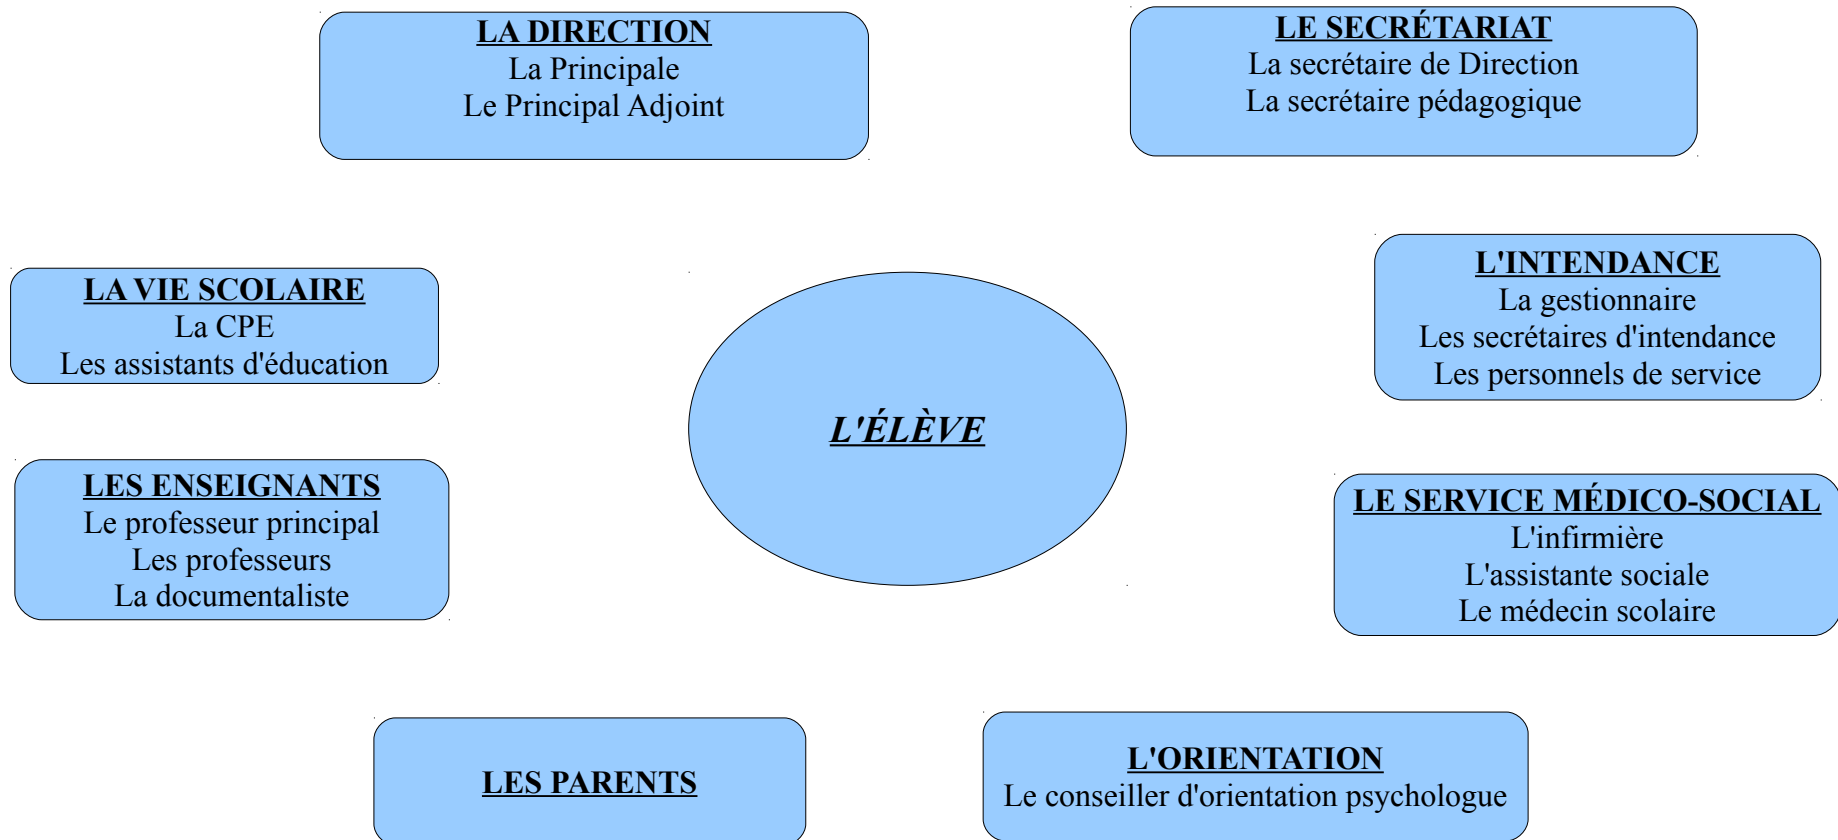 LA DIRECTION
La Principale
Le Principal Adjoint
LE SECRÉTARIAT
La secrétaire de Direction
La secrétaire pédagogique
LA VIE SCOLAIRE
La CPE
Les assistants d'éducation
L'INTENDANCE
La gestionnaire
Les secrétaires d'intendance
Les personnels de service
L'ÉLÈVE
LES ENSEIGNANTS
Le professeur principal
Les professeurs
La documentaliste
LE SERVICE MÉDICO-SOCIAL
L'infirmière
L'assistante sociale
Le médecin scolaire
LES PARENTS
L'ORIENTATION
Le conseiller d'orientation psychologue